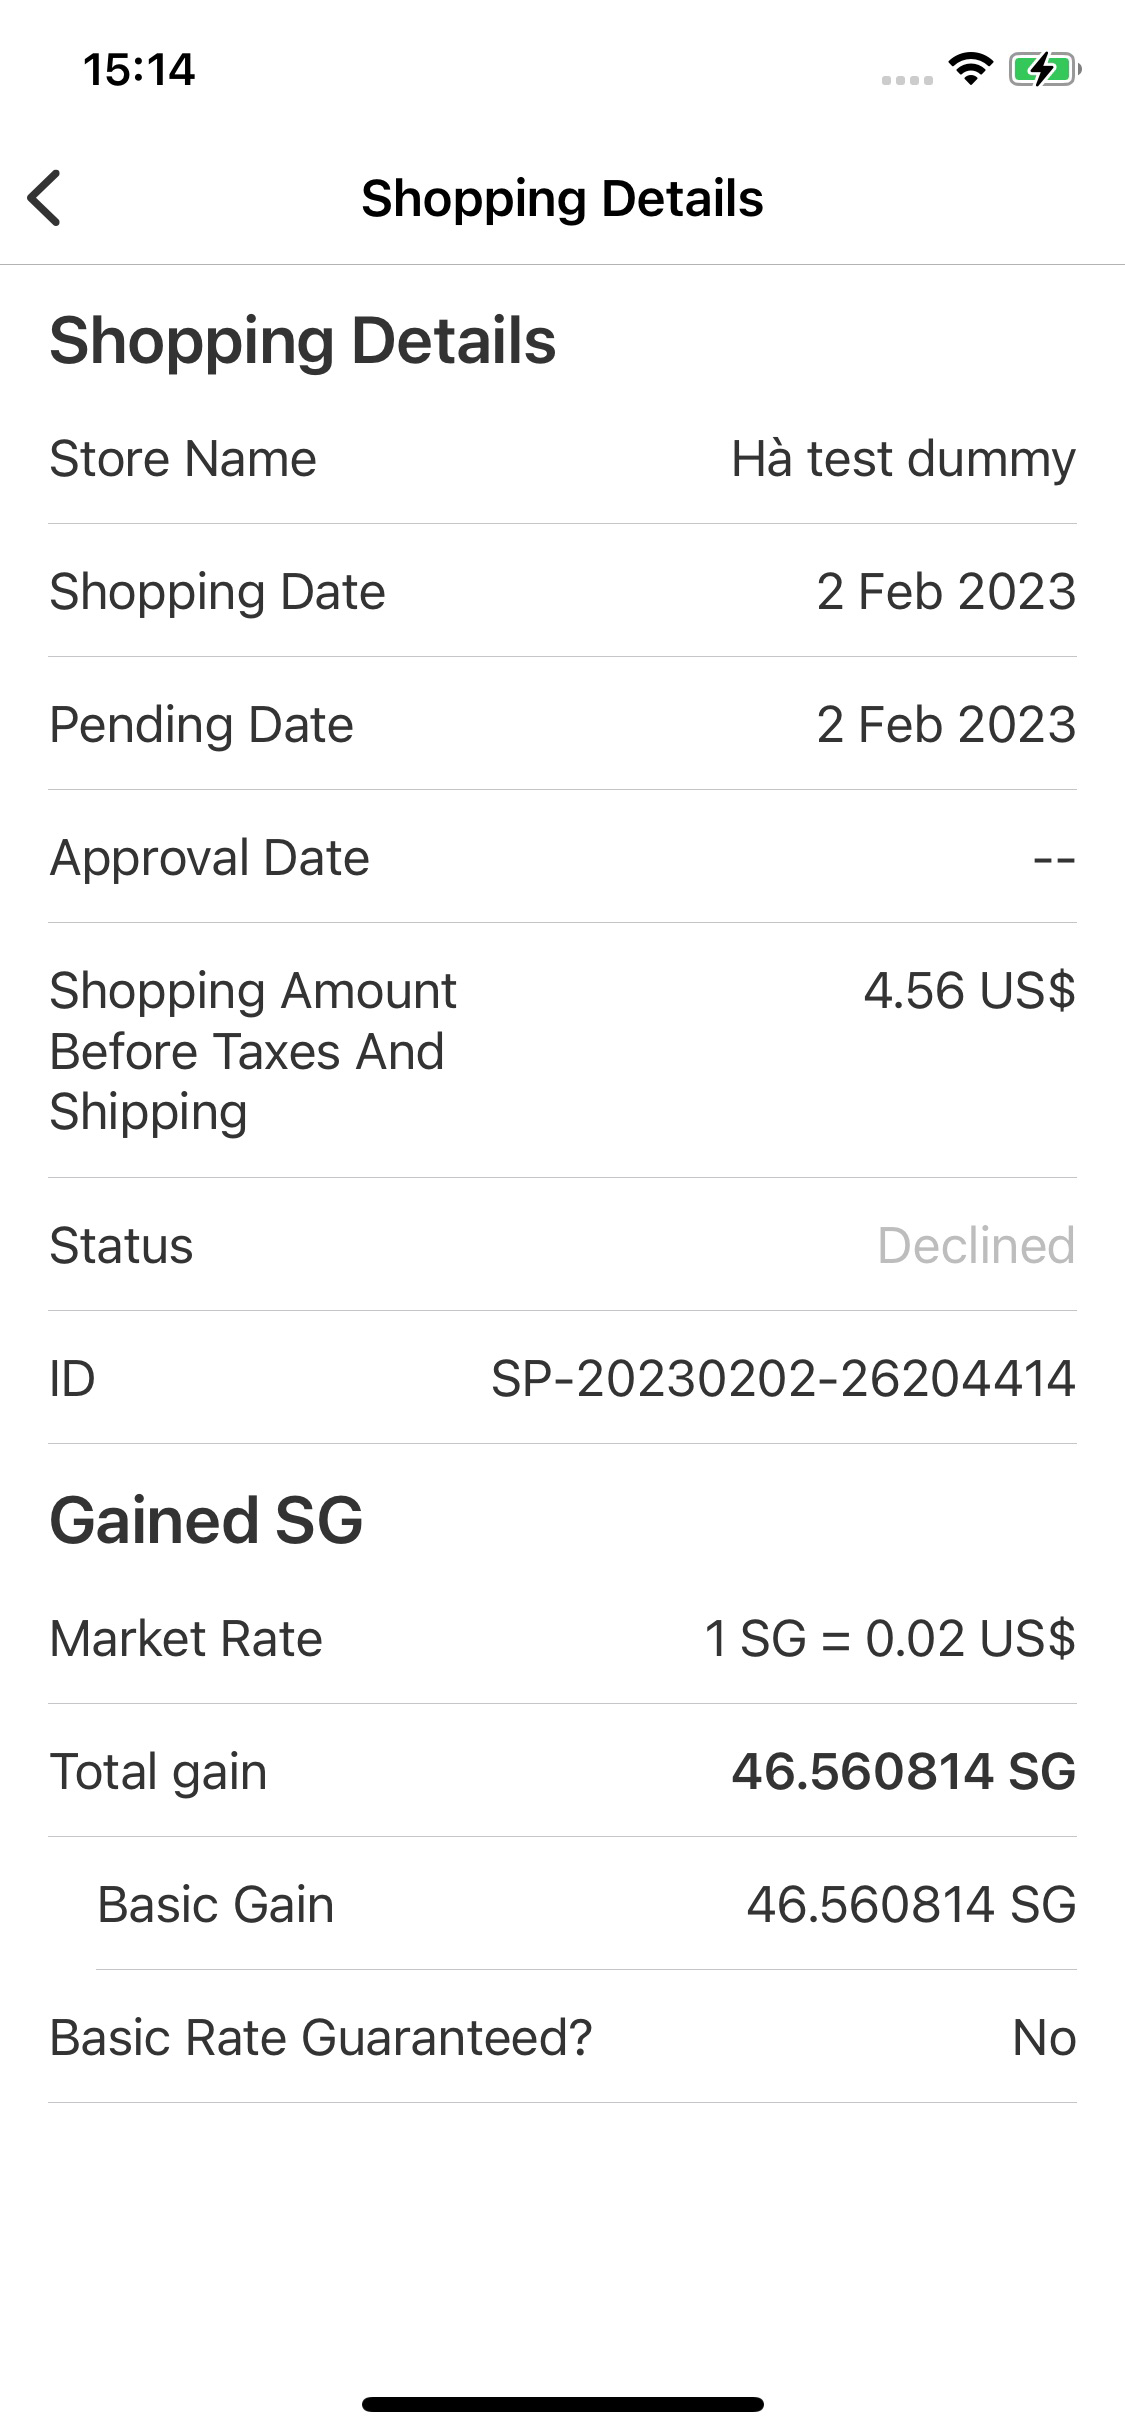 15:14
Shopping Details
Shopping Details
Store Name Hà test dummy
Shopping Date 2 Feb 2023
Pending Date 2 Feb 2023
Approval Date --
Shopping Amount 4.56 US$
Before Taxes And
Shipping
Status Declined
ID SP-20230202-26204414
Gained SG
Market Rate 1 SG = 0.02 US$
Total gain 46.560814 SG
Basic Gain 46.560814 SG
Basic Rate Guaranteed? No